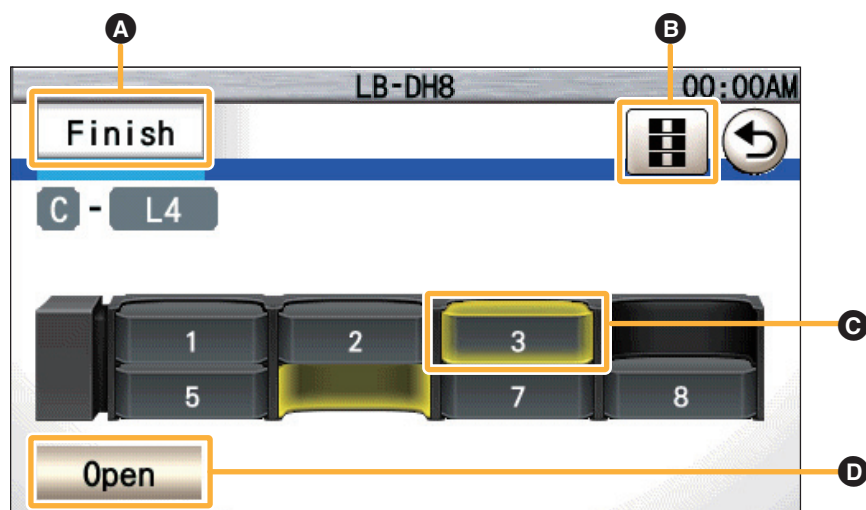 A B
LB-DH8 00:00AM
Finish
C - L4
1 2 3
C
5 7 8
Open
D